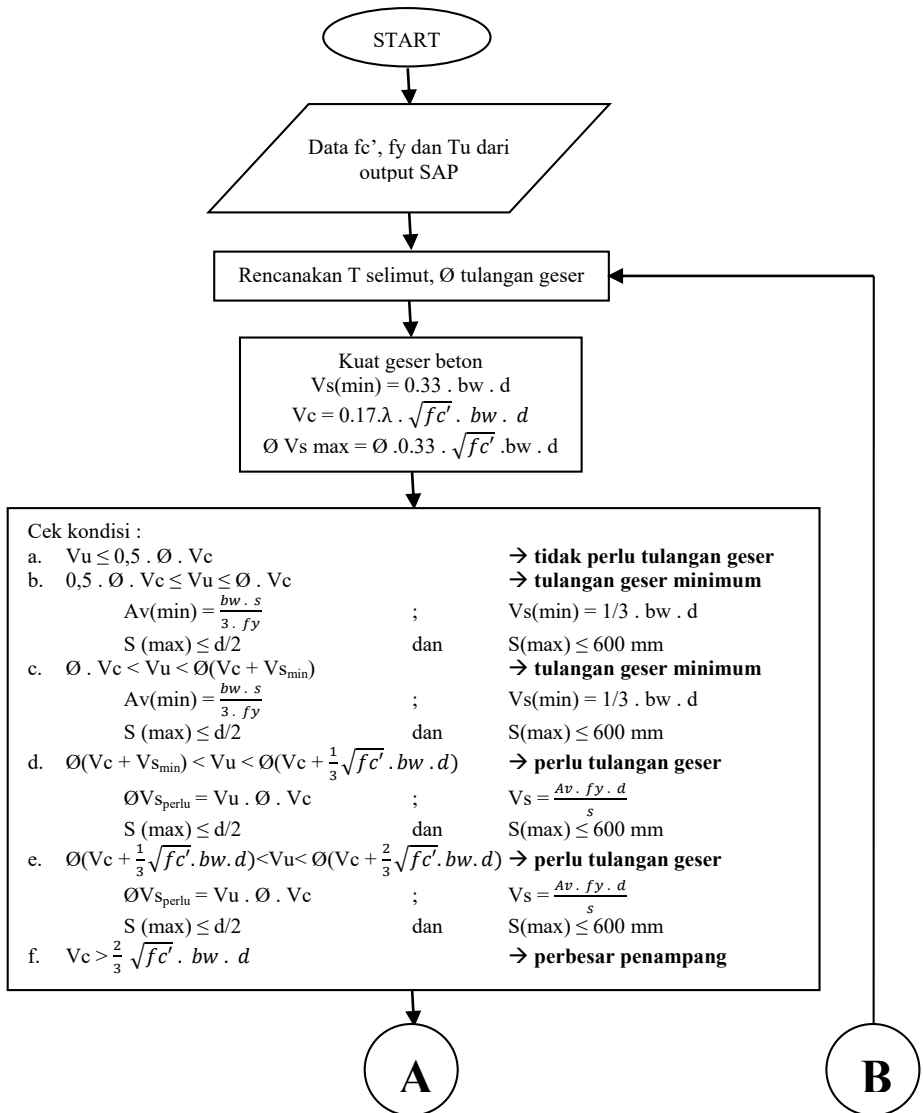 START
Data fc’, fy dan Tu dari
output SAP
Rencanakan T selimut, Ø tulangan geser
Kuat geser beton
Vs(min) = 0.33 . bw . d
Vc = 0.17.λ . √fc′ . bw . d
Ø Vs max = Ø .0.33 . √fc′ .bw . d
Cek kondisi :
a. Vu ≤ 0,5 . Ø . Vc → tidak perlu tulangan geser
b. 0,5 . Ø . Vc ≤ Vu ≤ Ø . Vc → tulangan geser minimum
Av(min) = (bw . s)/(3 . fy) ; Vs(min) = 1/3 . bw . d
S (max) ≤ d/2 dan S(max) ≤ 600 mm
c. Ø . Vc < Vu < Ø(Vc + Vsmin) → tulangan geser minimum
Av(min) = (bw . s)/(3 . fy) ; Vs(min) = 1/3 . bw . d
S (max) ≤ d/2 dan S(max) ≤ 600 mm
d. Ø(Vc + Vsmin) < Vu < Ø(Vc + 1/3 √fc′ . bw . d) → perlu tulangan geser
ØVsperlu = Vu . Ø . Vc ; Vs = (Av . fy . d)/s
S (max) ≤ d/2 dan S(max) ≤ 600 mm
e. Ø(Vc + 1/3 √fc′. bw. d)<Vu< Ø(Vc + 2/3 √fc′. bw. d) → perlu tulangan geser
ØVsperlu = Vu . Ø . Vc ; Vs = (Av . fy . d)/s
S (max) ≤ d/2 dan S(max) ≤ 600 mm
f. Vc > 2/3 √fc′ . bw . d → perbesar penampang
A
B